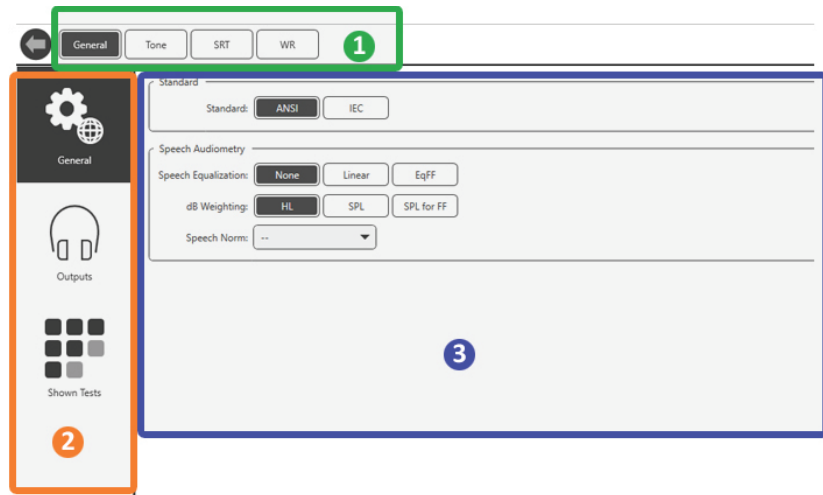 General Tone SRT WR 1
Standard
Standard: ANSI IEC
General
Speech Audiometry
Speech Equalization: None Linear EqFF
dB Weighting: HL SPL SPL for FF
Speech Norm: --
Outputs
Shown Tests
2
3